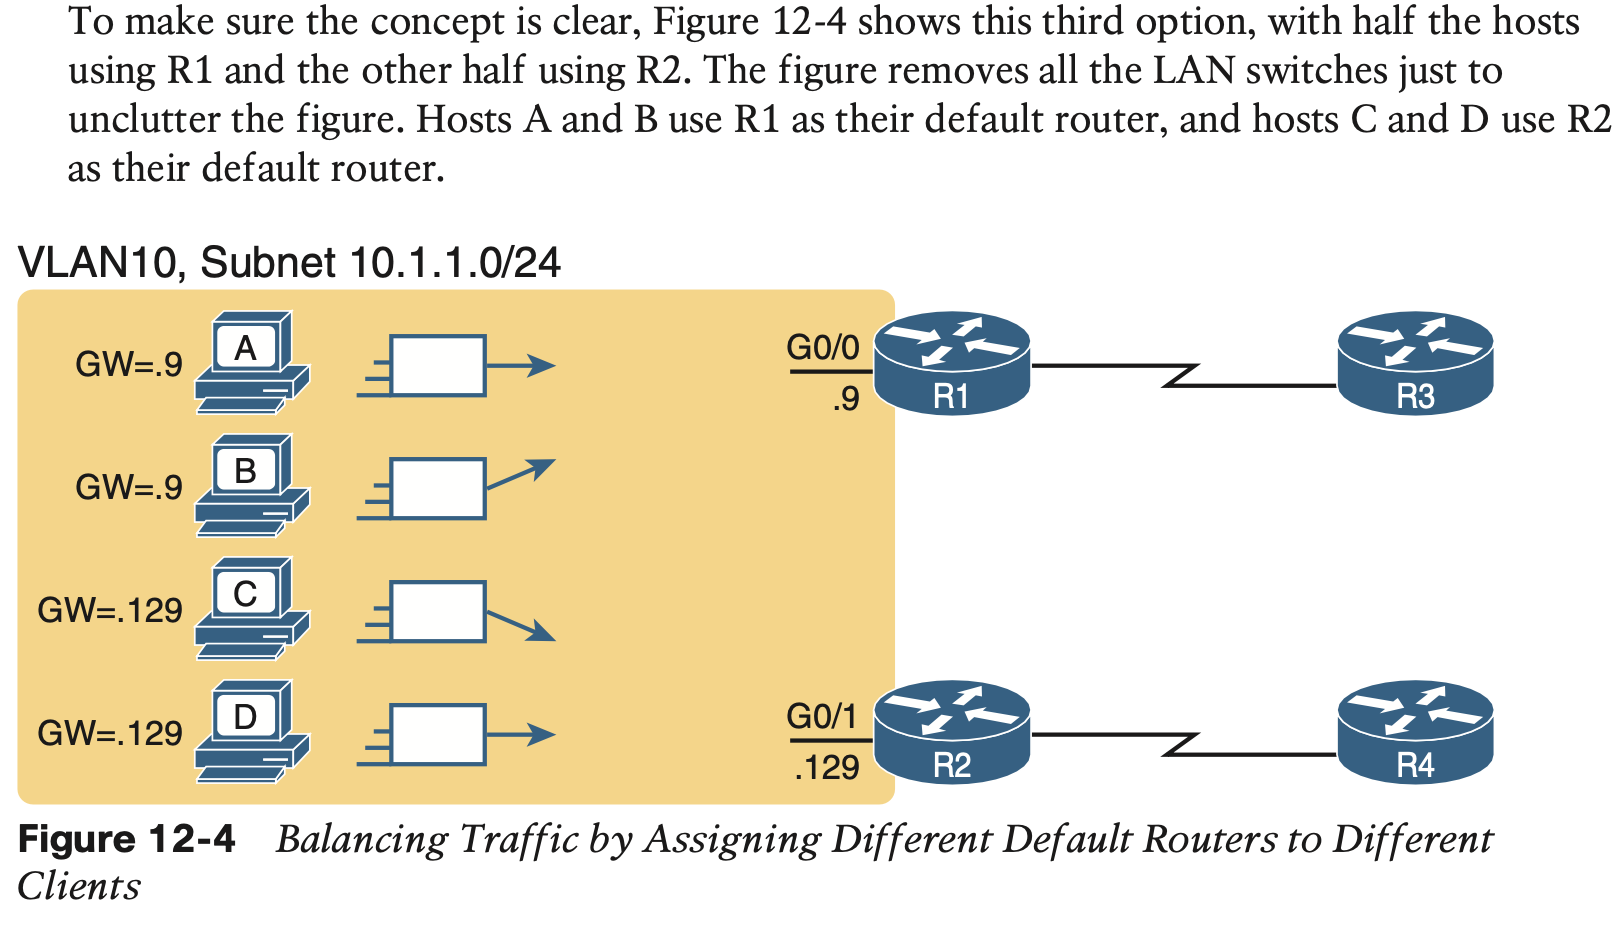 To make sure the concept is clear, Figure 12-4 shows this third option, with half the hosts
using R1 and the other half using R2. The figure removes all the LAN switches just to
unclutter the figure. Hosts A and B use R1 as their default router, and hosts C and D use R2
as their default router.
VLAN10, Subnet 10.1.1.0/24
GW=.9
A
G0/0
.9
R1
R3
GW=.9
B
GW=.129
C
GW=.129
D
G0/1
.129
R2
R4
Figure 12-4 Balancing Traffic by Assigning Different Default Routers to Different
Clients